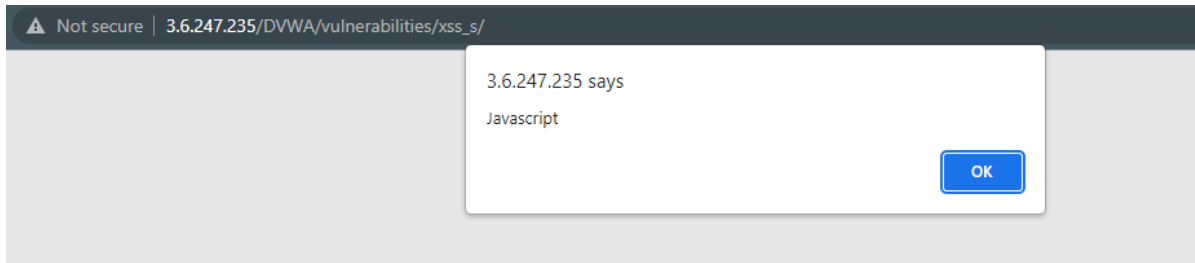 Not secure | 3.6.247.235/DVWA/vulnerabilities/xss_s/
3.6.247.235 says
Javascript
OK